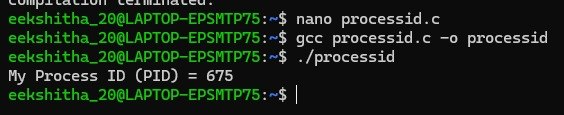 compilation terminated.
eekshitha_20@LAPTOP-EPSMTP75:~$ nano processid.c
eekshitha_20@LAPTOP-EPSMTP75:~$ gcc processid.c -o processid
eekshitha_20@LAPTOP-EPSMTP75:~$ ./processid
My Process ID (PID) = 675
eekshitha_20@LAPTOP-EPSMTP75:~$